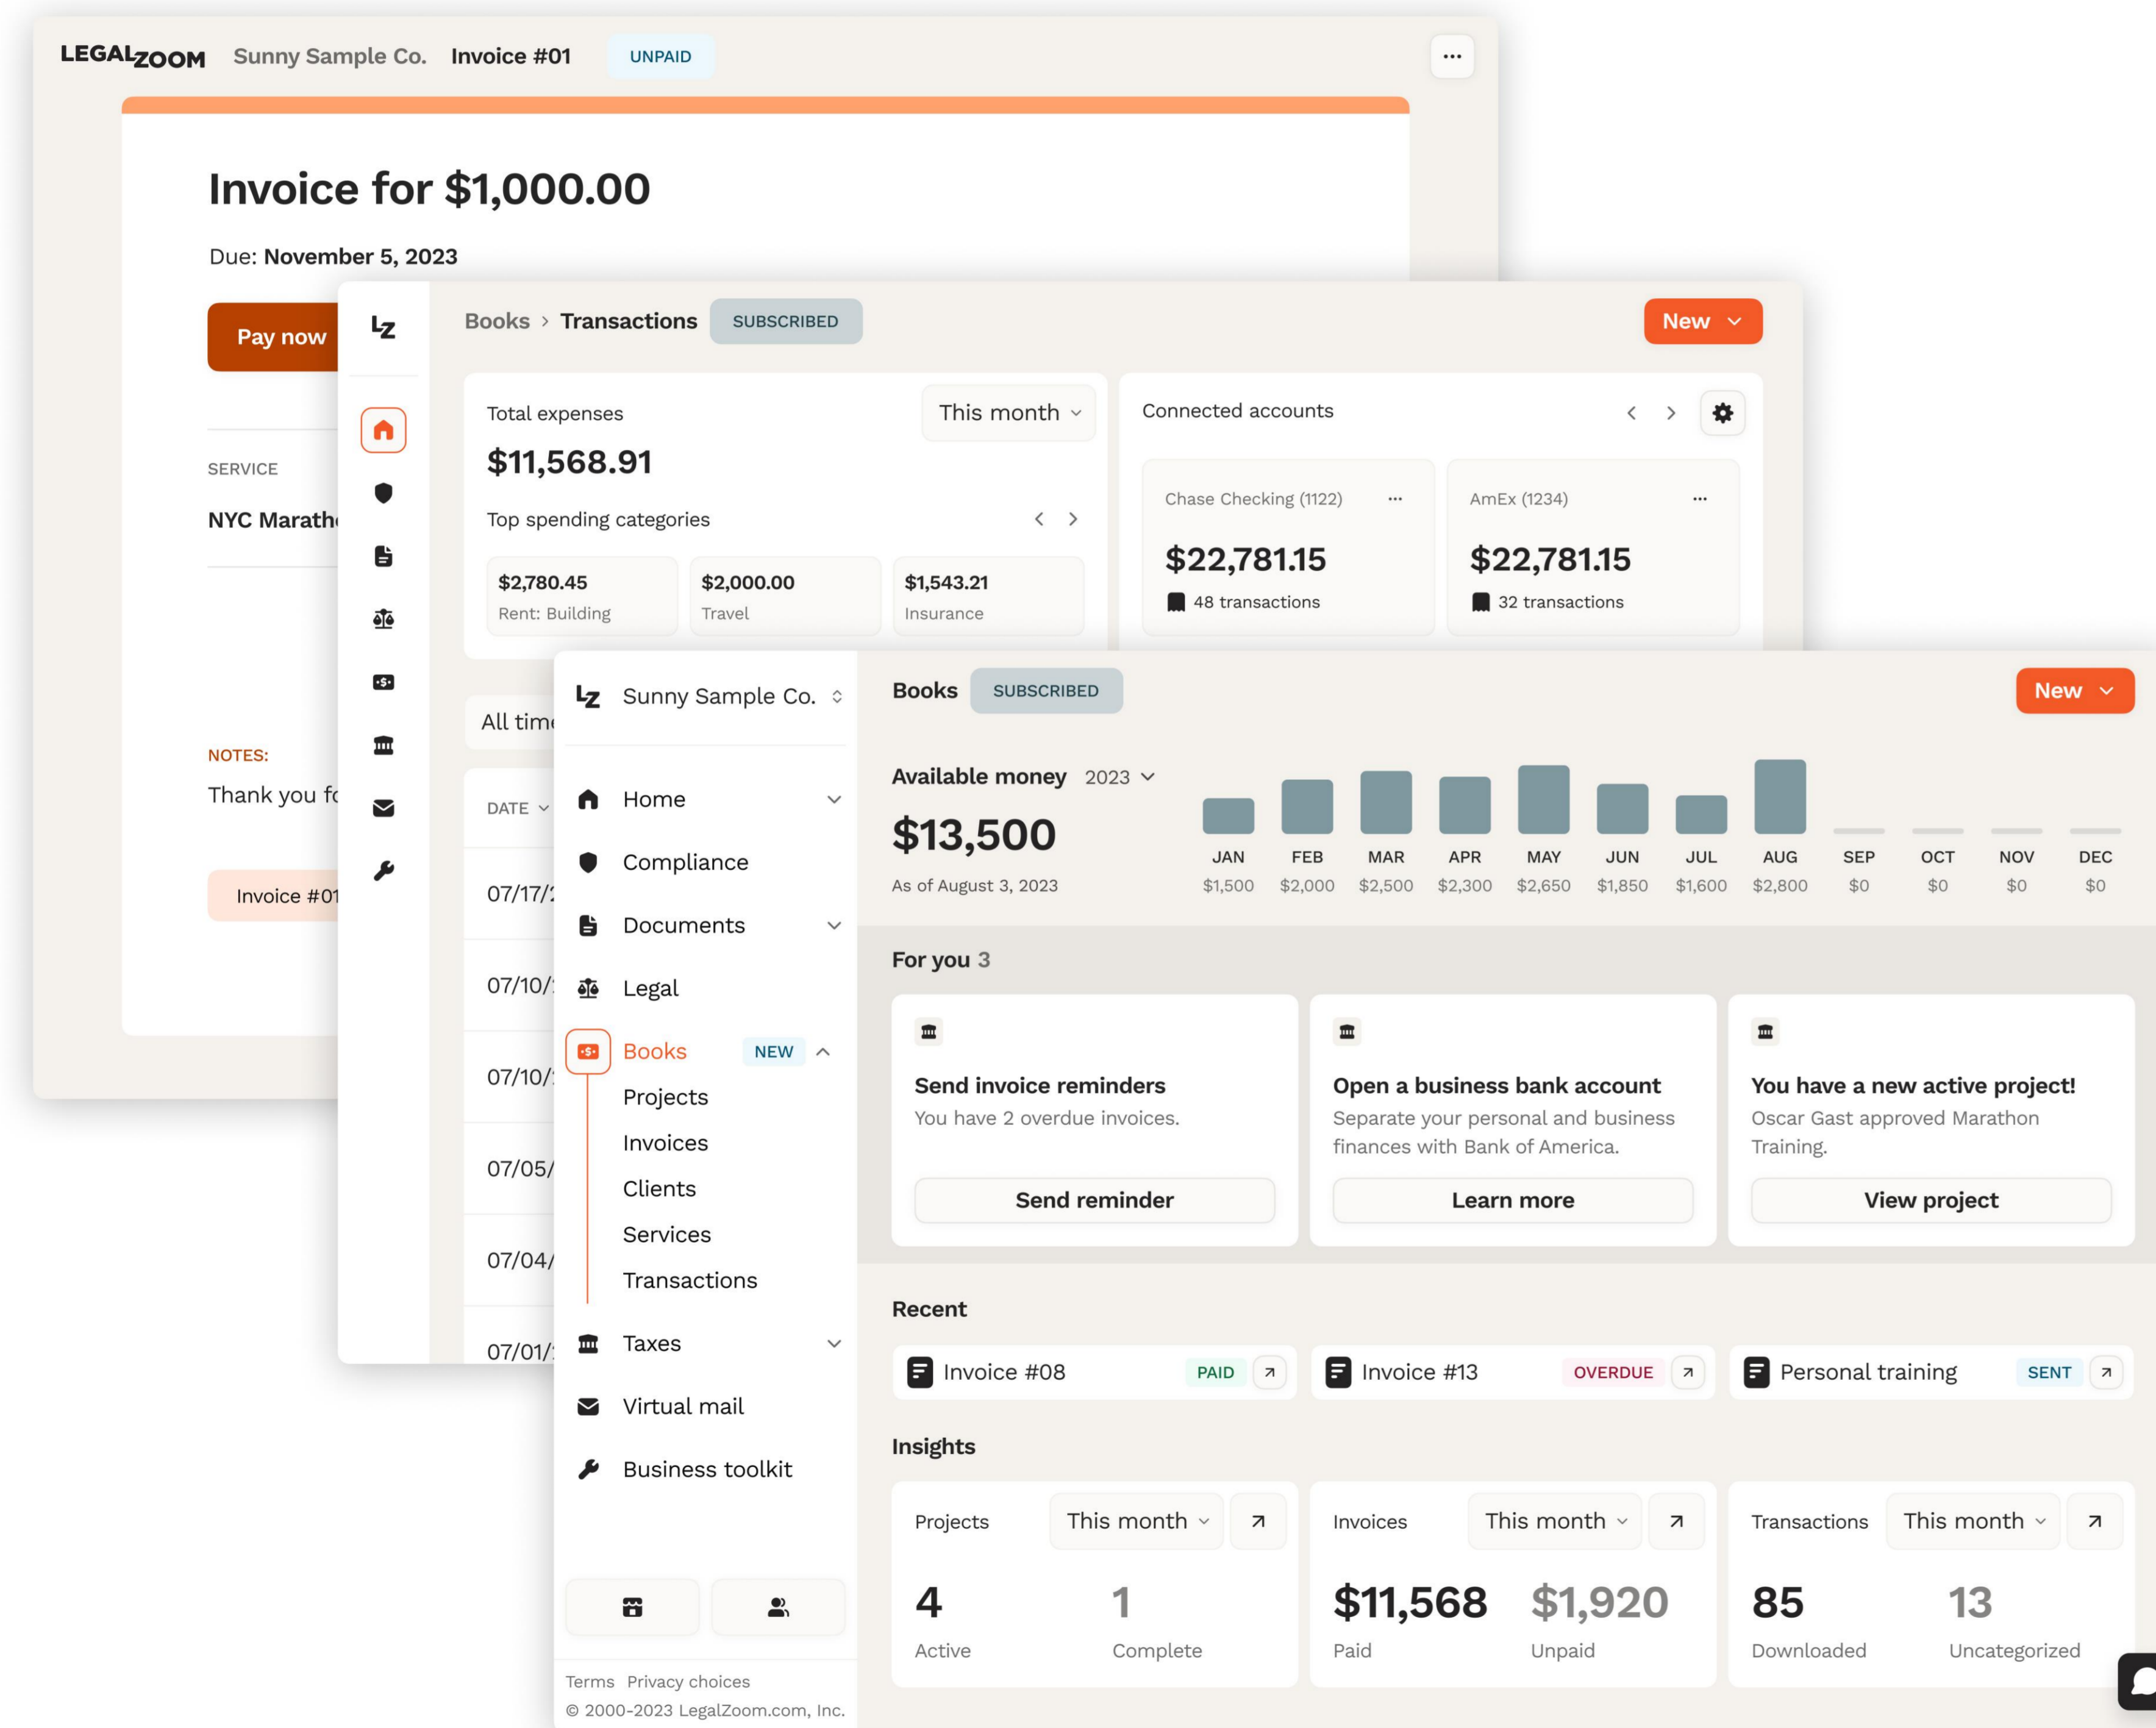 LEGALZOOM Sunny Sample Co. Invoice #01 UNPAID
Invoice for $1,000.00
Due: November 5, 2023
Pay now
SERVICE
NYC
NOTES:
Thank you
Invoice #01
LZ
Books > Transactions SUBSCRIBED New
Total expenses This month
$11,568.91
Top spending categories
$2,780.45 $2,000.00 $1,543.21
Rent: Building Travel Insurance
Connected accounts
Chase Checking (1122) ... AmEx (1234) ...
$22,781.15 $22,781.15
48 transactions 32 transactions
All
DATE
07/17/
07/10/
07/10/
07/05/
07/04/
07/01/
LZ Sunny Sample Co.
Home
Compliance
Documents
Legal
Books NEW
Projects
Invoices
Clients
Services
Transactions
Taxes
Virtual mail
Business toolkit
Terms Privacy choices
© 2000-2023 LegalZoom.com, Inc.
Books SUBSCRIBED New
Available money 2023
$13,500
As of August 3, 2023
JAN FEB MAR APR MAY JUN JUL AUG SEP OCT NOV DEC
$1,500 $2,000 $2,500 $2,300 $2,650 $1,850 $1,600 $2,800 $0 $0 $0 $0
For you 3
Send invoice reminders
You have 2 overdue invoices.
Send reminder
Open a business bank account
Separate your personal and business
finances with Bank of America.
Learn more
You have a new active project!
Oscar Gast approved Marathon
Training.
View project
Recent
Invoice #08 PAID Invoice #13 OVERDUE Personal training SENT
Insights
Projects This month
4 1
Active Complete
Invoices This month
$11,568 $1,920
Paid Unpaid
Transactions This month
85 13
Downloaded Uncategorized